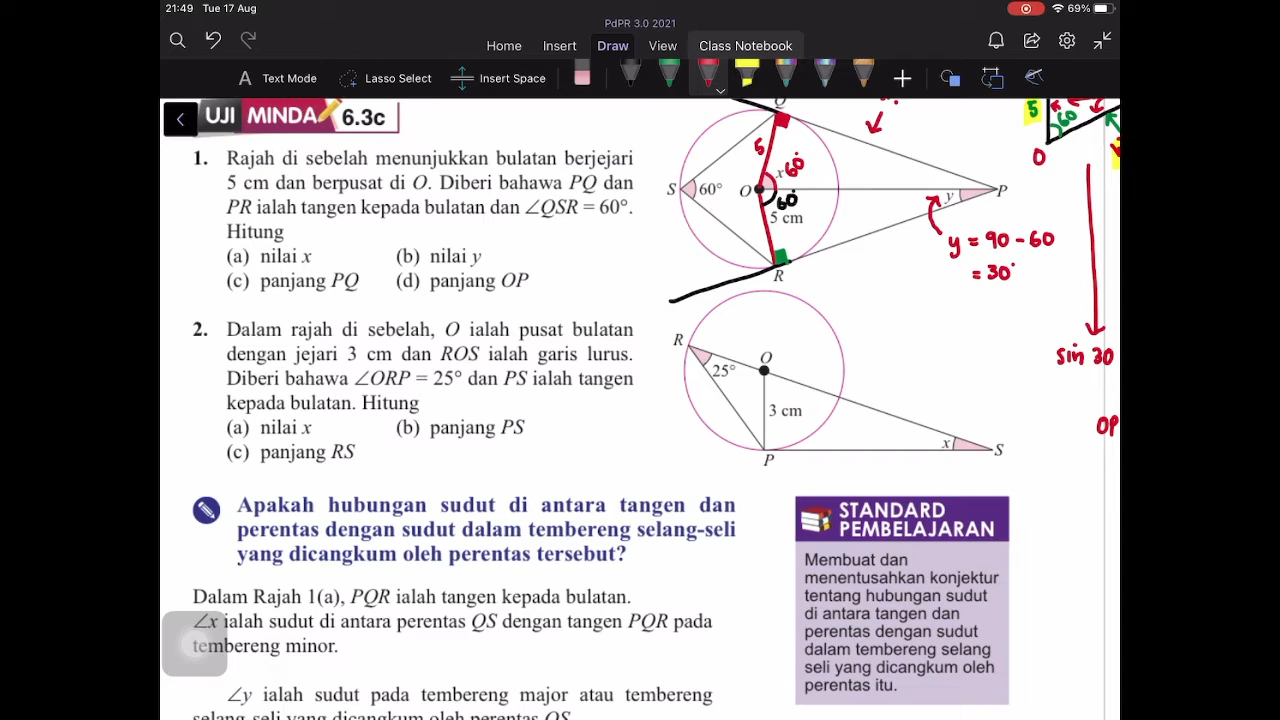 21:49 Tue 17 Aug
69%
PdPR 3.0 2021
Home Insert Draw View Class Notebook
Text Mode Lasso Select Insert Space
UJI MINDA 6.3c
1. Rajah di sebelah menunjukkan bulatan berjejari
5 cm dan berpusat di O. Diberi bahawa PQ dan
PR ialah tangen kepada bulatan dan ∠QSR = 60°.
Hitung
(a) nilai x (b) nilai y
(c) panjang PQ (d) panjang OP
Q
5
x 60°
S 60° O
60°
5 cm
y P
R
y = 90 - 60
= 30°
5
60
O
sin 30
OP
2. Dalam rajah di sebelah, O ialah pusat bulatan
dengan jejari 3 cm dan ROS ialah garis lurus.
Diberi bahawa ∠ORP = 25° dan PS ialah tangen
kepada bulatan. Hitung
(a) nilai x (b) panjang PS
(c) panjang RS
R
O
25°
3 cm
x S
P
Apakah hubungan sudut di antara tangen dan
perentas dengan sudut dalam tembereng selang-seli
yang dicangkum oleh perentas tersebut?
Dalam Rajah 1(a), PQR ialah tangen kepada bulatan.
∠x ialah sudut di antara perentas QS dengan tangen PQR pada
tembereng minor.
∠y ialah sudut pada tembereng major atau tembereng
selang-seli yang dicangkum oleh perentas QS.
STANDARD
PEMBELAJARAN
Membuat dan
menentusahkan konjektur
tentang hubungan sudut
di antara tangen dan
perentas dengan sudut
dalam tembereng selang
seli yang dicangkum oleh
perentas itu.